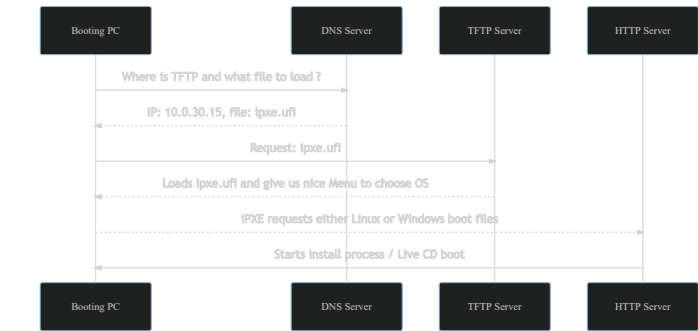 Booting PC
DNS Server
TFTP Server
HTTP Server
Where is TFTP and what file to load ?
IP: 10.0.30.15, file: ipxe.ufi
Request: ipxe.ufi
Loads ipxe.ufi and give us nice Menu to choose OS
iPXE requests either Linux or Windows boot files
Starts install process / Live CD boot
Booting PC
DNS Server
TFTP Server
HTTP Server